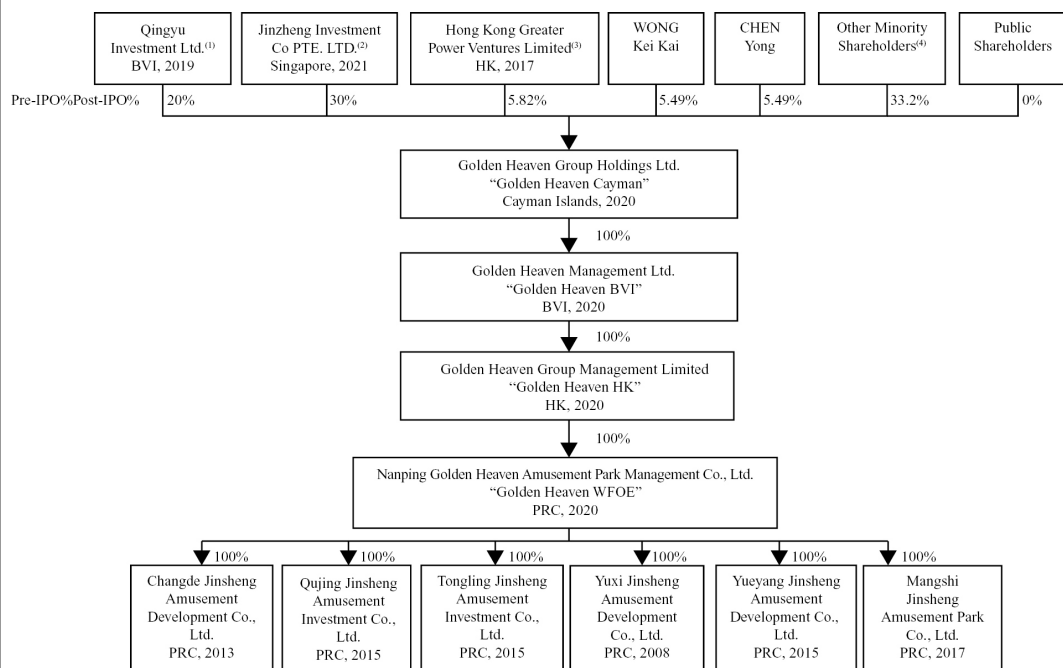 Qingyu
Investment Ltd.(1)
BVI, 2019
Jinzheng Investment
Co PTE. LTD.(2)
Singapore, 2021
Hong Kong Greater
Power Ventures Limited(3)
HK, 2017
WONG
Kei Kai
CHEN
Yong
Other Minority
Shareholders(4)
Public
Shareholders
Pre-IPO%Post-IPO%
20%
30%
5.82%
5.49%
5.49%
33.2%
0%
Golden Heaven Group Holdings Ltd.
“Golden Heaven Cayman”
Cayman Islands, 2020
100%
Golden Heaven Management Ltd.
“Golden Heaven BVI”
BVI, 2020
100%
Golden Heaven Group Management Limited
“Golden Heaven HK”
HK, 2020
100%
Nanping Golden Heaven Amusement Park Management Co., Ltd.
“Golden Heaven WFOE”
PRC, 2020
100%
100%
100%
100%
100%
100%
Changde Jinsheng
Amusement
Development Co.,
Ltd.
PRC, 2013
Qujing Jinsheng
Amusement
Investment Co.,
Ltd.
PRC, 2015
Tongling Jinsheng
Amusement
Investment Co.,
Ltd.
PRC, 2015
Yuxi Jinsheng
Amusement
Development
Co., Ltd.
PRC, 2008
Yueyang Jinsheng
Amusement
Development Co.,
Ltd.
PRC, 2015
Mangshi
Jinsheng
Amusement Park
Co., Ltd.
PRC, 2017